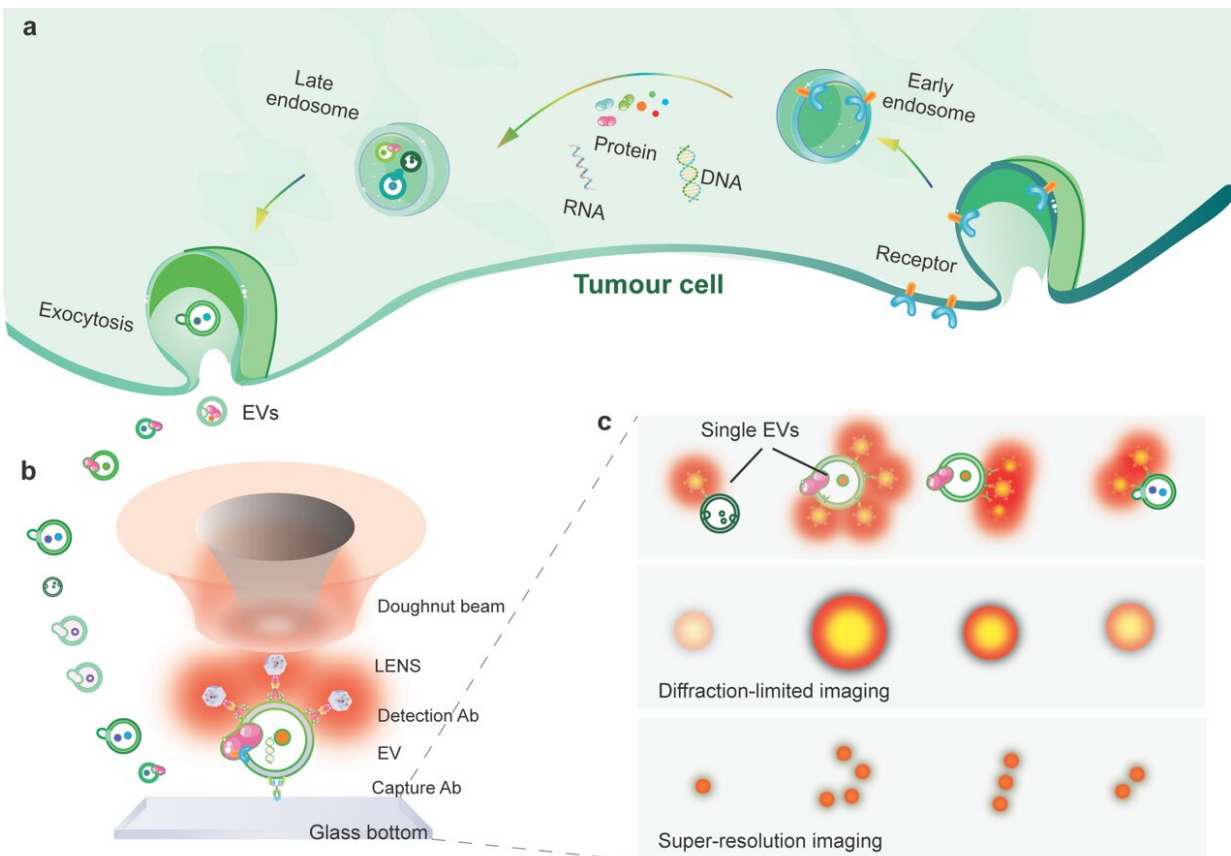 a
Late
endosome
Protein
RNA
DNA
Early
endosome
Receptor
Tumour cell
Exocytosis
EVs
b
Doughnut beam
LENS
Detection Ab
EV
Capture Ab
Glass bottom
c
Single EVs
Diffraction-limited imaging
Super-resolution imaging